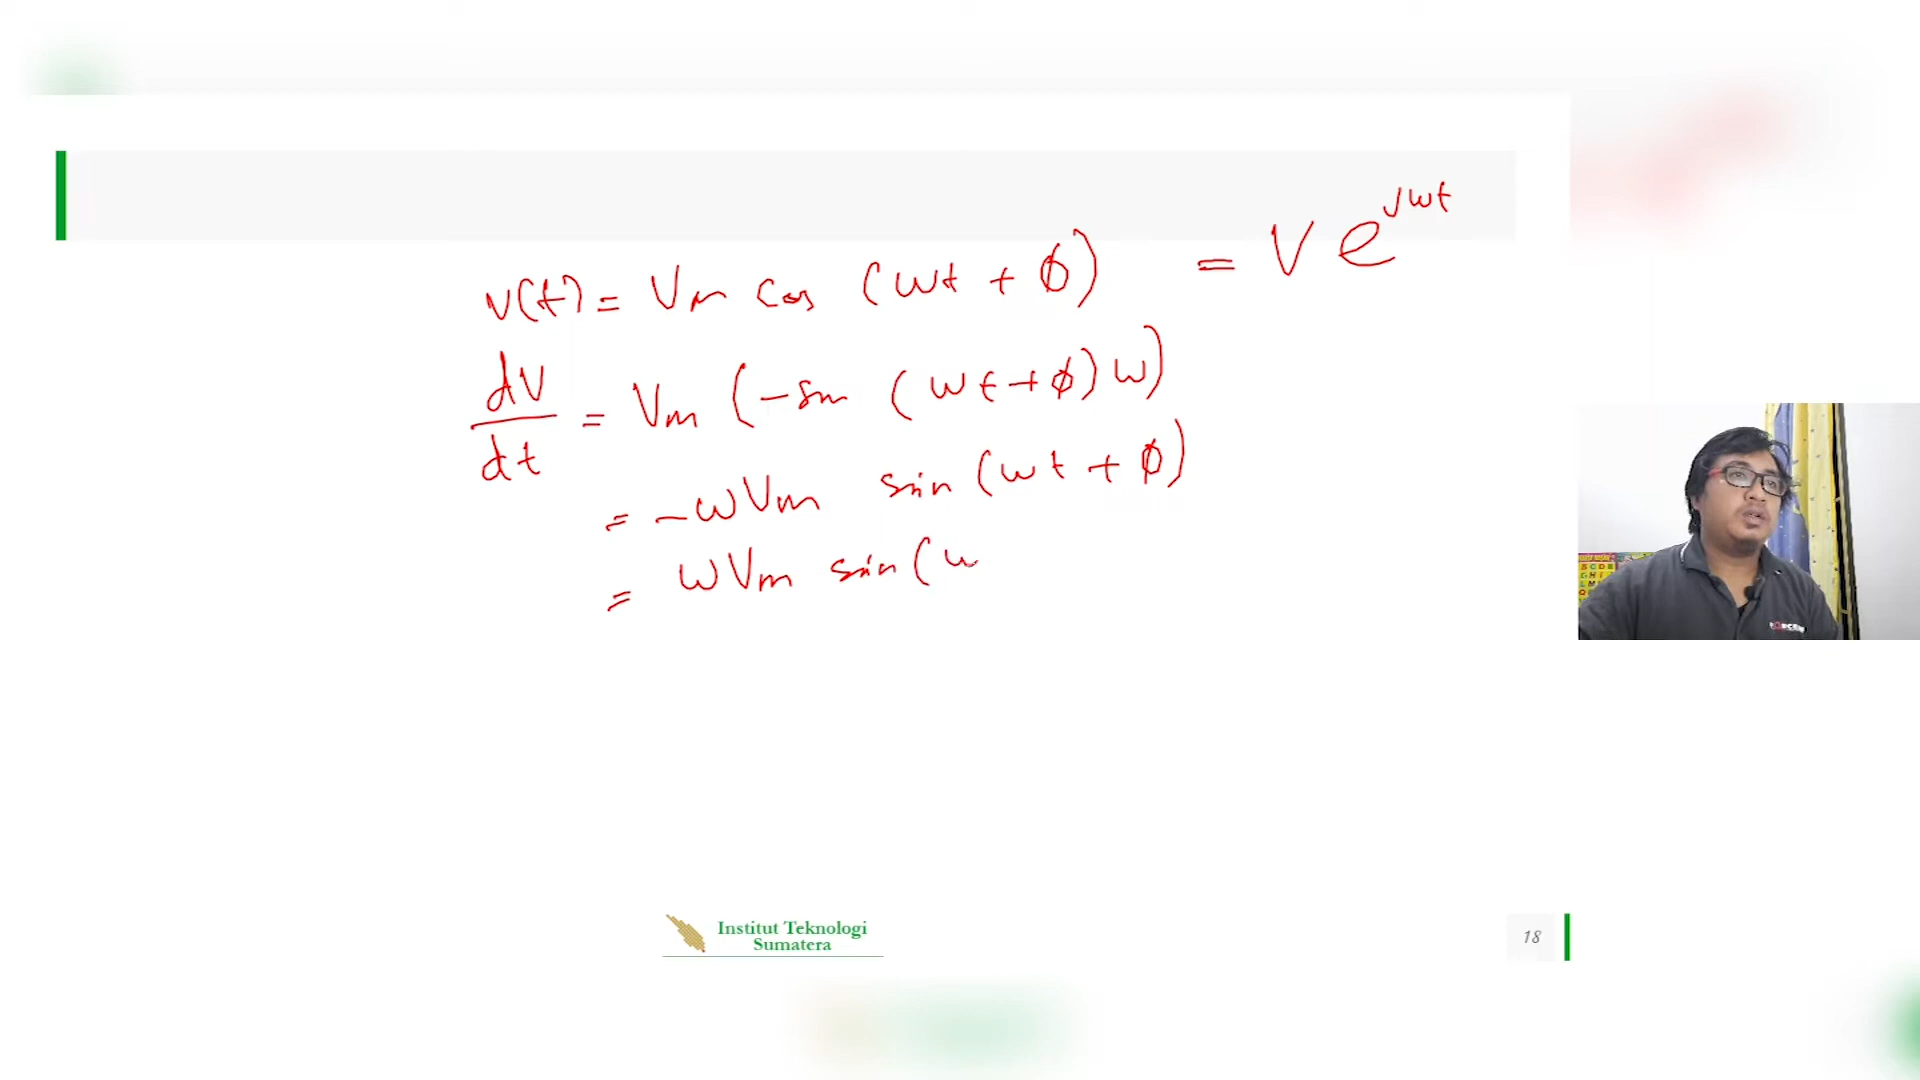 v(t) = Vm cos (ωt + ϕ) = V e^jωt
dV/dt = Vm (-sin (ωt + ϕ) ω)
= -ωVm sin (ωt + ϕ)
= ωVm sin (ω
Institut Teknologi
Sumatera
18